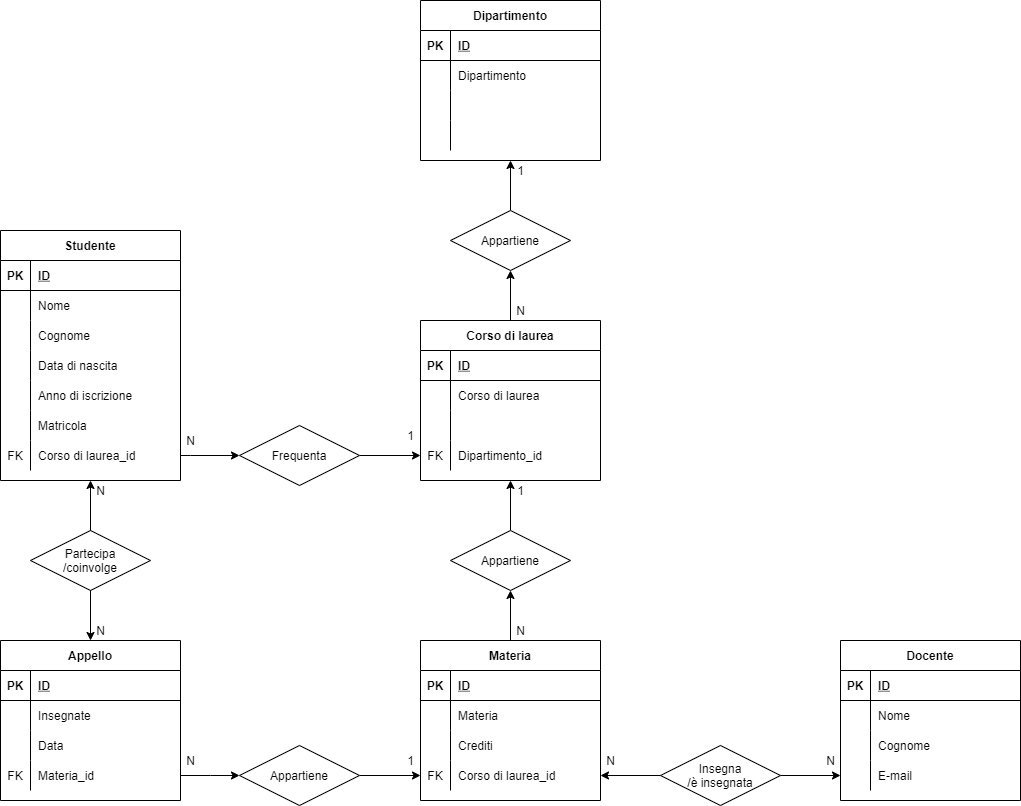 Dipartimento
PK ID
Dipartimento
1
Appartiene
N
Studente
PK ID
Nome
Cognome
Data di nascita
Anno di iscrizione
Matricola
FK Corso di laurea_id
N
Frequenta
1
Corso di laurea
PK ID
Corso di laurea
FK Dipartimento_id
N
Partecipa
/coinvolge
N
1
Appartiene
N
Appello
PK ID
Insegnate
Data
FK Materia_id
N
Appartiene
1
Materia
PK ID
Materia
Crediti
FK Corso di laurea_id
N
Insegna
/è insegnata
N
Docente
PK ID
Nome
Cognome
E-mail